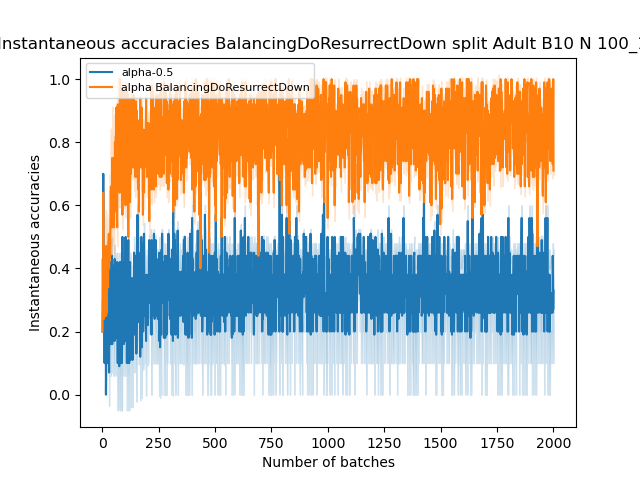 Instantaneous accuracies BalancingDoResurrectDown split Adult B10 N 100_
alpha-0.5
alpha BalancingDoResurrectDown
1.0
0.8
0.6
0.4
0.2
0.0
Instantaneous accuracies
0 250 500 750 1000 1250 1500 1750 2000
Number of batches